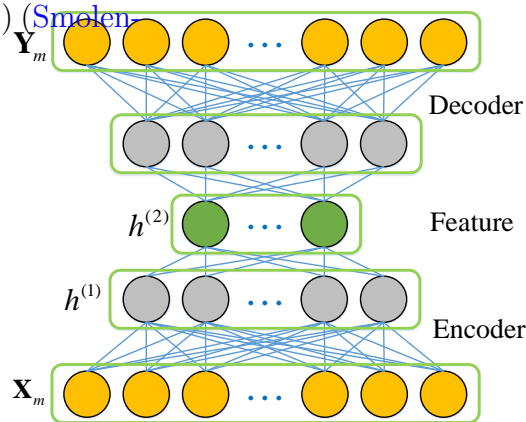 ) (Smolen-
Y_m
Decoder
h^(2)
Feature
h^(1)
Encoder
X_m